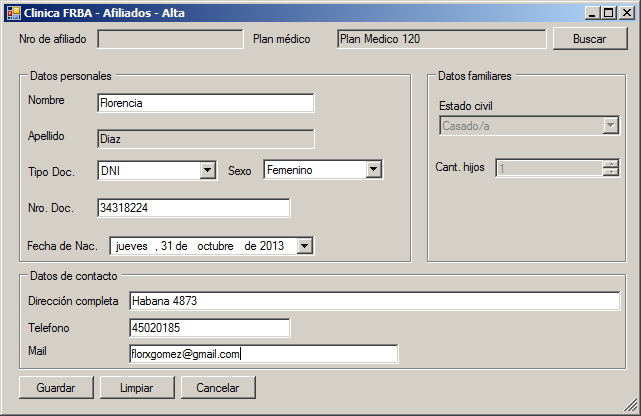 Clinica FRBA - Afiliados - Alta
Nro de afiliado Plan médico Plan Medico 120 Buscar
Datos personales
Nombre Florencia
Apellido Diaz
Tipo Doc. DNI Sexo Femenino
Nro. Doc. 34318224
Fecha de Nac. jueves , 31 de octubre de 2013
Datos familiares
Estado civil
Casado/a
Cant. hijos 1
Datos de contacto
Dirección completa Habana 4873
Telefono 45020185
Mail florxgomez@gmail.com
Guardar Limpiar Cancelar